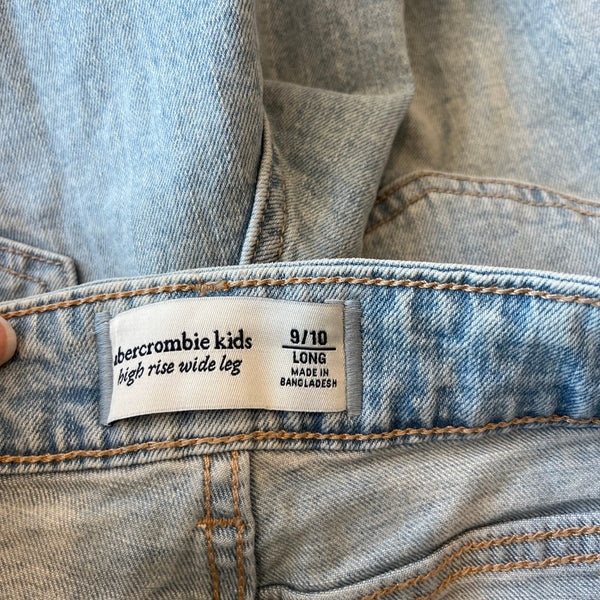 abercrombie kids
high rise wide leg
9/10
LONG
MADE IN
BANGLADESH